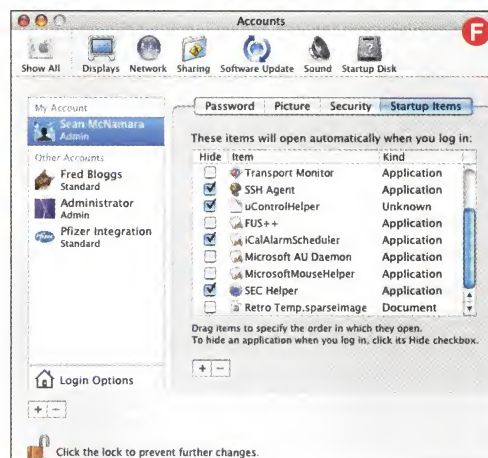 Accounts
F
Show All Displays Network Sharing Software Update Sound Startup Disk
My Account
Sean McNamara
Admin
Other Accounts
Fred Bloggs
Standard
Administrator
Admin
Pfizer Integration
Standard
Login Options
Password Picture Security Startup Items
These items will open automatically when you log in:
Hide Item Kind
Transport Monitor Application
SSH Agent Application
uControlHelper Unknown
FUS++ Application
iCalAlarmScheduler Application
Microsoft AU Daemon Application
MicrosoftMouseHelper Application
SEC Helper Application
Retro Temp.sparseimage Document
Drag items to specify the order in which they open.
To hide an application when you log in, click its Hide checkbox.
+ −
+ −
Click the lock to prevent further changes.